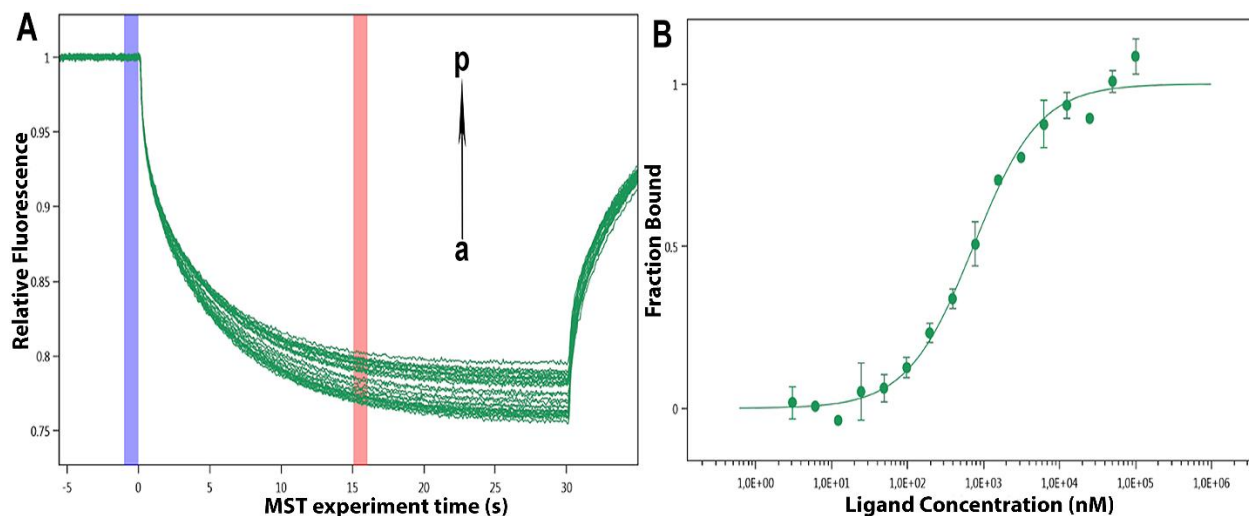 A
Relative Fluorescence
1
0.95
0.9
0.85
0.8
0.75
p
a
-5 0 5 10 15 20 25 30
MST experiment time (s)
B
Fraction Bound
1
0.5
0
1,0E+00 1,0E+01 1,0E+02 1,0E+03 1,0E+04 1,0E+05 1,0E+06
Ligand Concentration (nM)